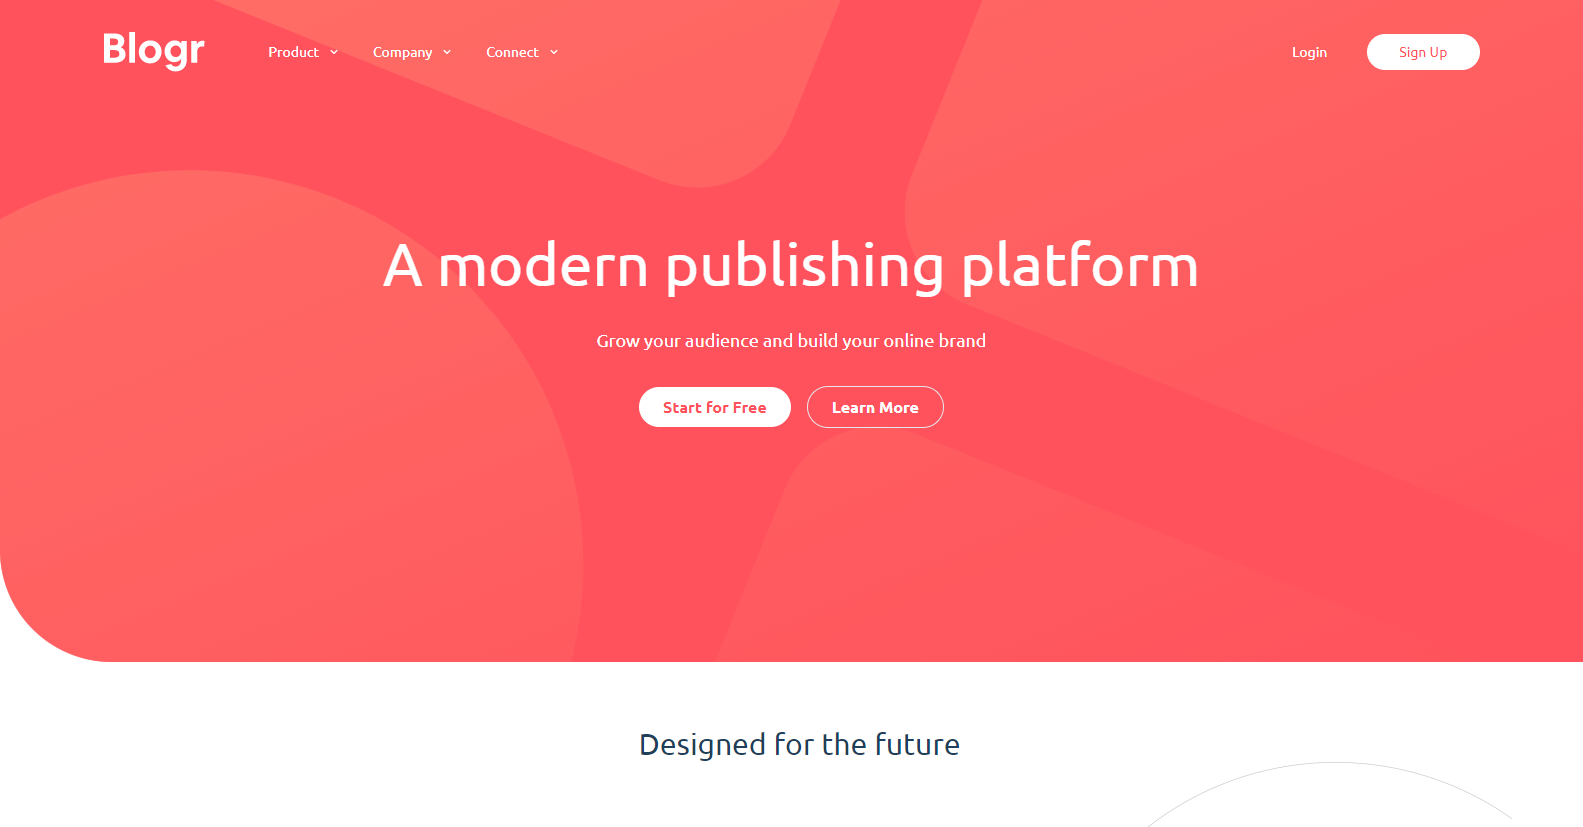 Blogr Product Company Connect Login Sign Up
A modern publishing platform
Grow your audience and build your online brand
Start for Free Learn More
Designed for the future